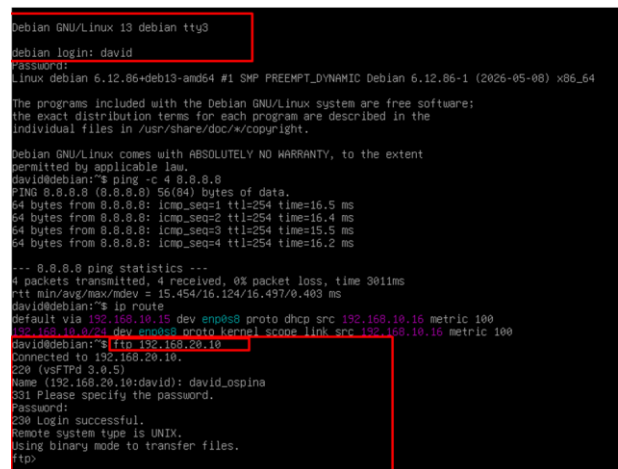 Debian GNU/Linux 13 debian tty3
debian login: david
Password:
Linux debian 6.12.86+deb13-amd64 #1 SMP PREEMPT_DYNAMIC Debian 6.12.86-1 (2026-05-08) x86_64
The programs included with the Debian GNU/Linux system are free software;
the exact distribution terms for each program are described in the
individual files in /usr/share/doc/*/copyright.
Debian GNU/Linux comes with ABSOLUTELY NO WARRANTY, to the extent
permitted by applicable law.
david@debian:~$ ping -c 4 8.8.8.8
PING 8.8.8.8 (8.8.8.8) 56(84) bytes of data.
64 bytes from 8.8.8.8: icmp_seq=1 ttl=254 time=16.5 ms
64 bytes from 8.8.8.8: icmp_seq=2 ttl=254 time=16.4 ms
64 bytes from 8.8.8.8: icmp_seq=3 ttl=254 time=15.5 ms
64 bytes from 8.8.8.8: icmp_seq=4 ttl=254 time=16.2 ms
--- 8.8.8.8 ping statistics ---
4 packets transmitted, 4 received, 0% packet loss, time 3011ms
rtt min/avg/max/mdev = 15.454/16.124/16.497/0.403 ms
david@debian:~$ ip route
default via 192.168.10.15 dev enp0s8 proto dhcp src 192.168.10.16 metric 100
192.168.10.0/24 dev enp0s8 proto kernel scope link src 192.168.10.16 metric 100
david@debian:~$ ftp 192.168.20.10
Connected to 192.168.20.10.
220 (vsFTPd 3.0.5)
Name (192.168.20.10:david): david_ospina
331 Please specify the password.
Password:
230 Login successful.
Remote system type is UNIX.
Using binary mode to transfer files.
ftp>